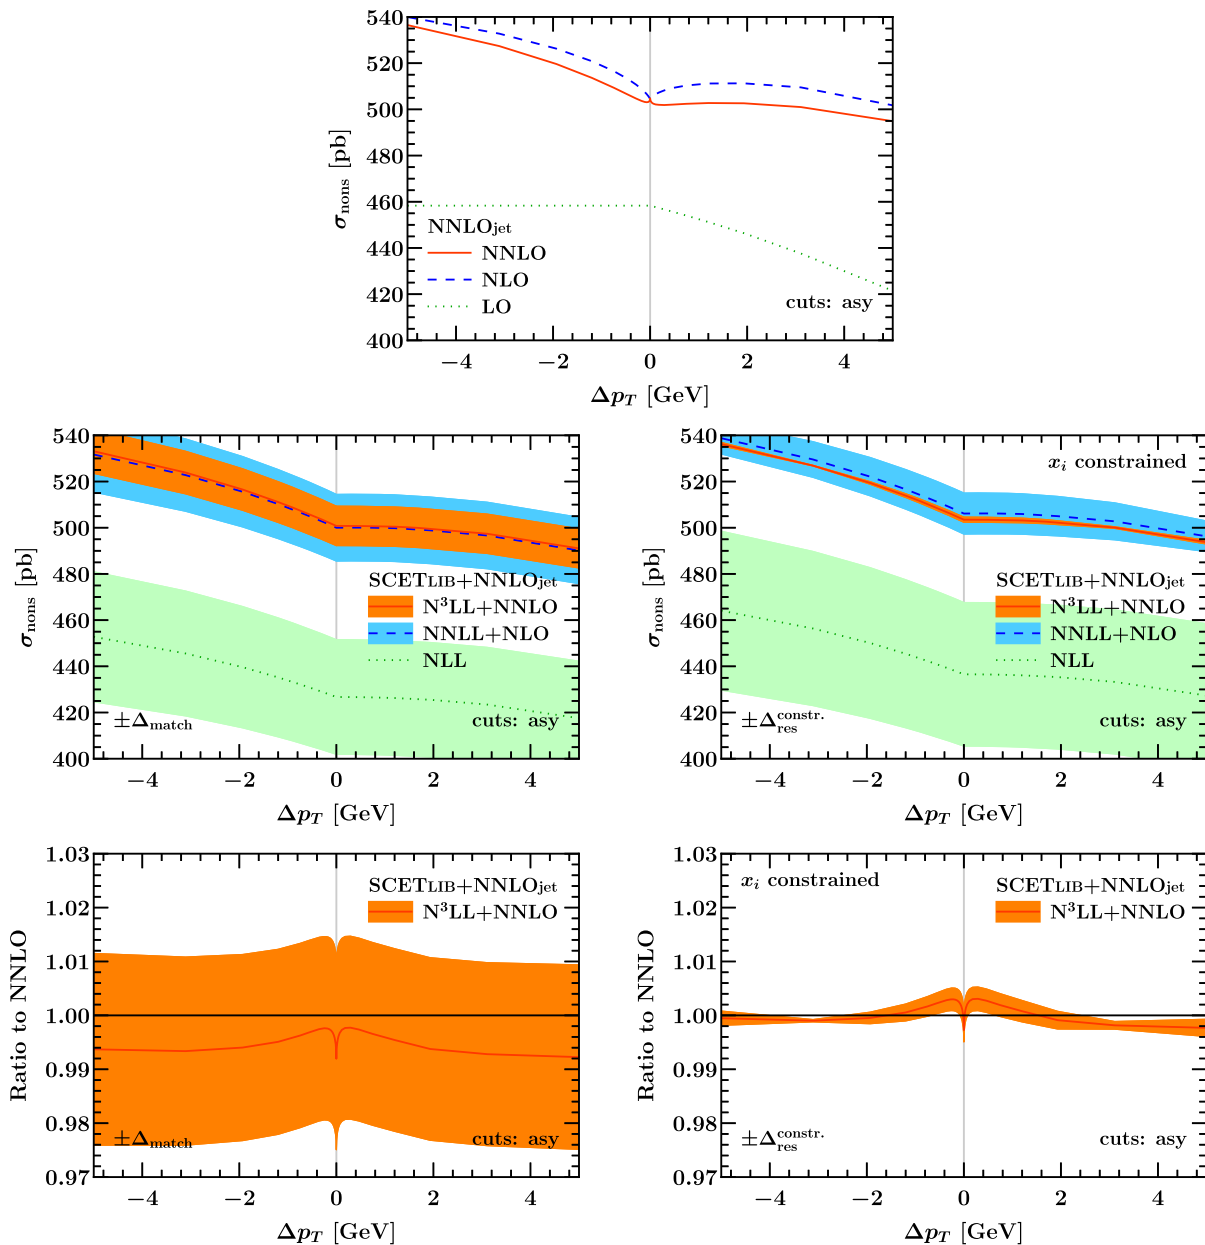 540
520
500
480
460
440
420
400
σnons [pb]
NNLOjet
NNLO
NLO
LO
cuts: asy
−4 −2 0 2 4
ΔpT [GeV]
540
520
500
480
460
440
420
400
σnons [pb]
SCETLIB+NNLOjet
N³LL+NNLO
NNLL+NLO
NLL
±Δmatch
cuts: asy
−4 −2 0 2 4
ΔpT [GeV]
540
520
500
480
460
440
420
400
σnons [pb]
xi constrained
SCETLIB+NNLOjet
N³LL+NNLO
NNLL+NLO
NLL
±Δres^constr.
cuts: asy
−4 −2 0 2 4
ΔpT [GeV]
1.03
1.02
1.01
1.00
0.99
0.98
0.97
Ratio to NNLO
SCETLIB+NNLOjet
N³LL+NNLO
±Δmatch
cuts: asy
−4 −2 0 2 4
ΔpT [GeV]
1.03
1.02
1.01
1.00
0.99
0.98
0.97
Ratio to NNLO
xi constrained
SCETLIB+NNLOjet
N³LL+NNLO
±Δres^constr.
cuts: asy
−4 −2 0 2 4
ΔpT [GeV]